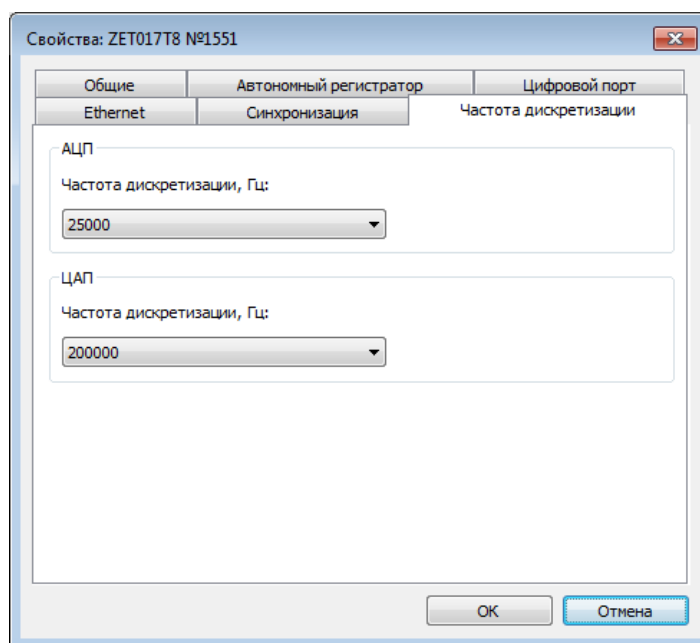 Свойства: ZET017T8 №1551
Общие
Автономный регистратор
Цифровой порт
Ethernet
Синхронизация
Частота дискретизации
АЦП
Частота дискретизации, Гц:
25000
ЦАП
Частота дискретизации, Гц:
200000
OK
Отмена